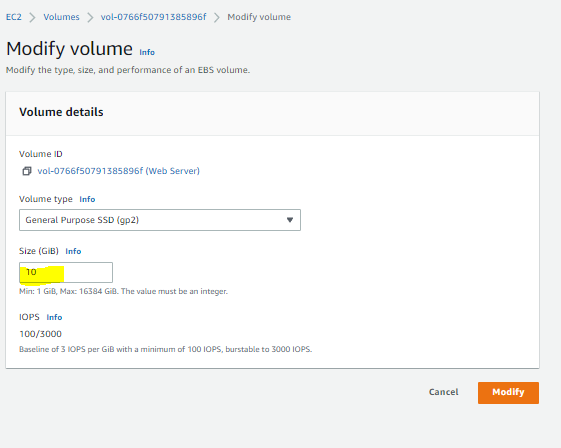 EC2 > Volumes > vol-0766f50791385896f > Modify volume
Modify volume Info
Modify the type, size, and performance of an EBS volume.
Volume details
Volume ID
vol-0766f50791385896f (Web Server)
Volume type Info
General Purpose SSD (gp2)
Size (GiB) Info
10
Min: 1 GiB, Max: 16384 GiB. The value must be an integer.
IOPS Info
100/3000
Baseline of 3 IOPS per GiB with a minimum of 100 IOPS, burstable to 3000 IOPS.
Cancel Modify